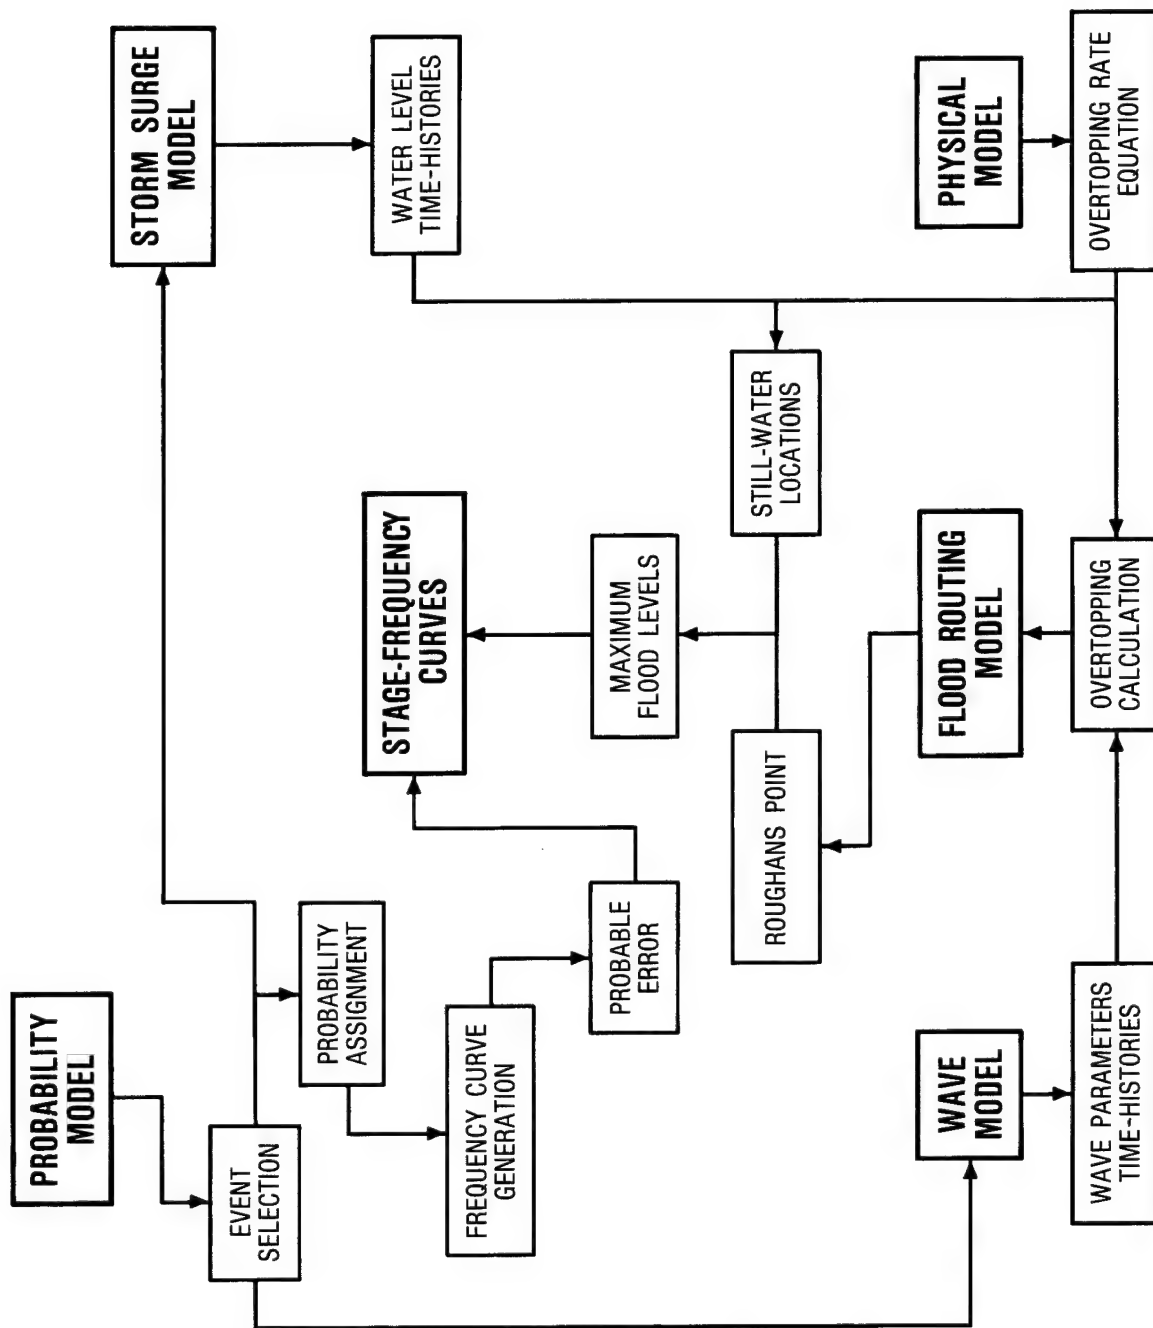 PROBABILITY
MODEL
EVENT
SELECTION
PROBABILITY
ASSIGNMENT
FREQUENCY CURVE
GENERATION
PROBABLE
ERROR
STORM SURGE
MODEL
WATER LEVEL
TIME-HISTORIES
STAGE-FREQUENCY
CURVES
MAXIMUM
FLOOD LEVELS
STILL-WATER
LOCATIONS
ROUGHANS POINT
WAVE
MODEL
WAVE PARAMETERS
TIME-HISTORIES
FLOOD ROUTING
MODEL
OVERTOPPING
CALCULATION
PHYSICAL
MODEL
OVERTOPPING RATE
EQUATION